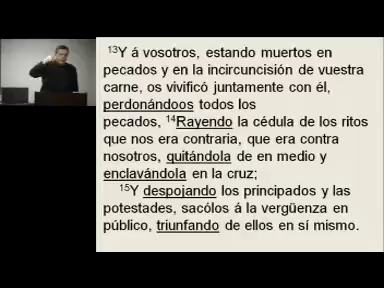 ¹³Y á vosotros, estando muertos en
pecados y en la incircuncisión de vuestra
carne, os vivificó juntamente con él,
perdonándoos todos los
pecados, ¹⁴Rayendo la cédula de los ritos
que nos era contraria, que era contra
nosotros, quitándola de en medio y
enclavándola en la cruz;
¹⁵Y despojando los principados y las
potestades, sacólos á la vergüenza en
público, triunfando de ellos en sí mismo.